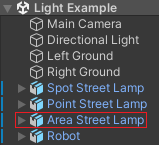 Light Example
Main Camera
Directional Light
Left Ground
Right Ground
Spot Street Lamp
Point Street Lamp
Area Street Lamp
Robot